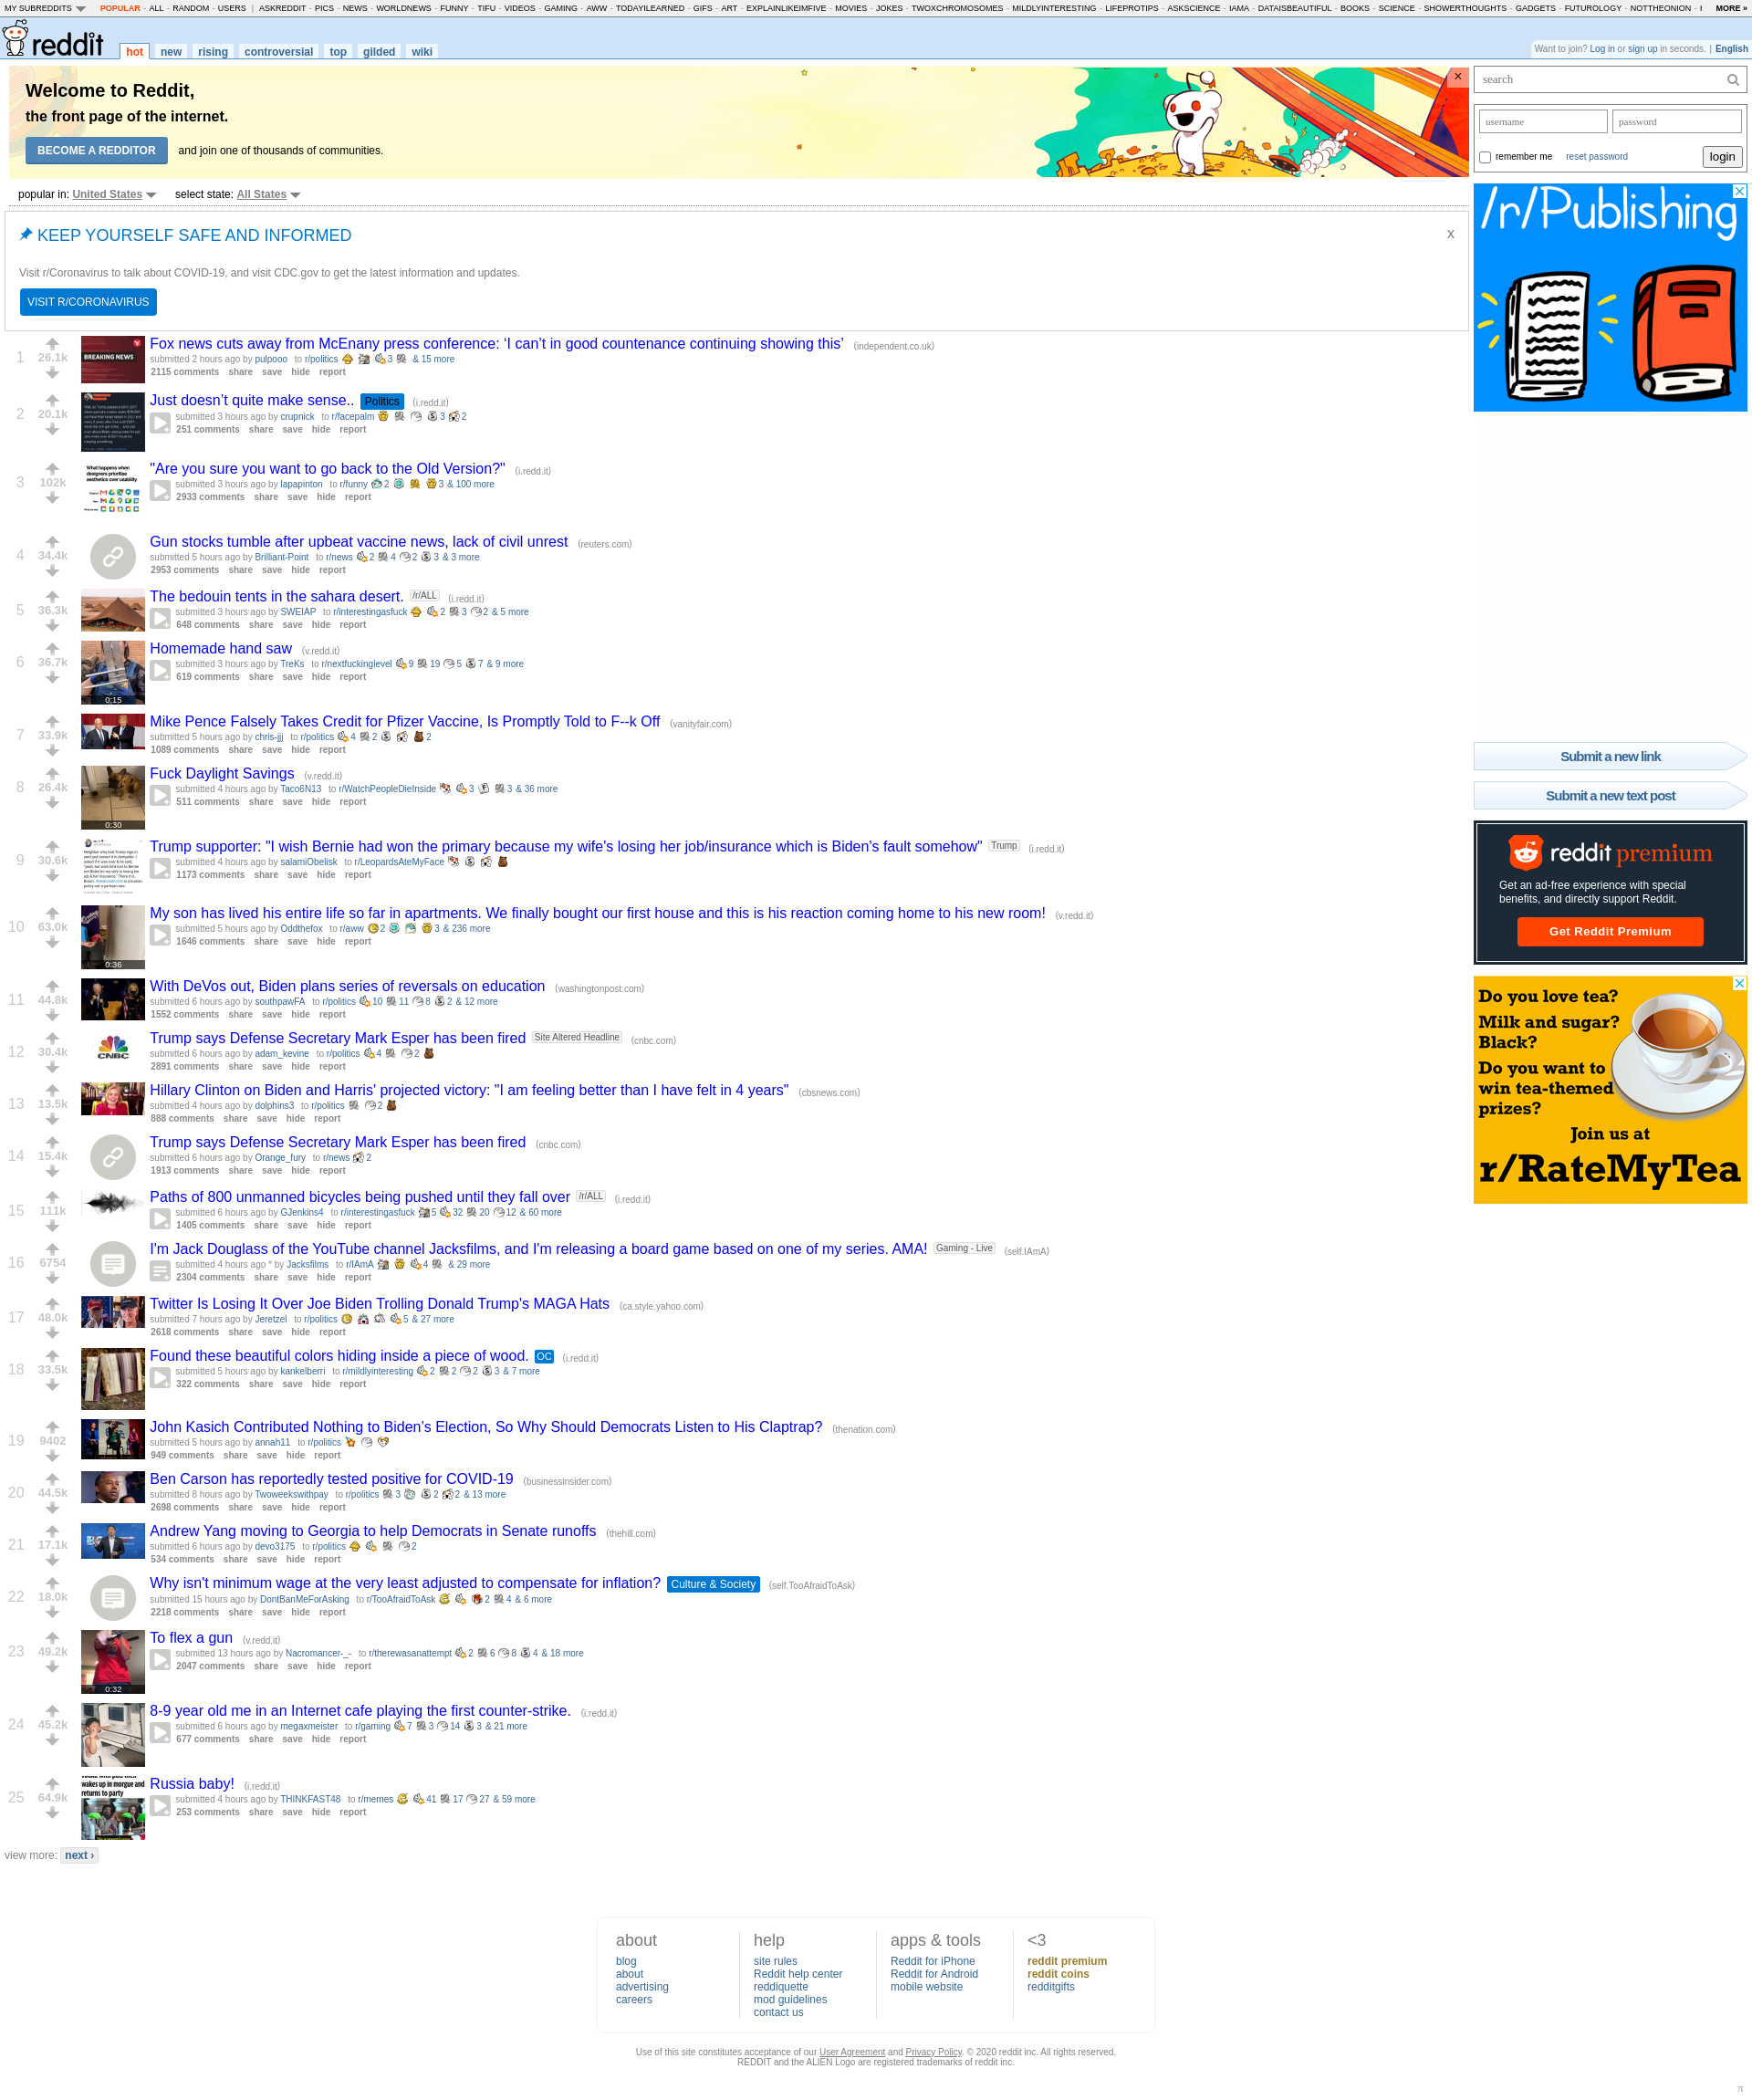 MY SUBREDDITS POPULAR - ALL - RANDOM - USERS | ASKREDDIT - PICS - NEWS - WORLDNEWS - FUNNY - TIFU - VIDEOS - GAMING - AWW - TODAYILEARNED - GIFS - ART - EXPLAINLIKEIMFIVE - MOVIES - JOKES - TWOXCHROMOSOMES - MILDLYINTERESTING - LIFEPROTIPS - ASKSCIENCE - IAMA - DATAISBEAUTIFUL - BOOKS - SCIENCE - SHOWERTHOUGHTS - GADGETS - FUTUROLOGY - NOTTHEONION - MORE »
reddit hot new rising controversial top gilded wiki
Want to join? Log in or sign up in seconds. | English
Welcome to Reddit,
the front page of the internet.
BECOME A REDDITOR and join one of thousands of communities.
×
popular in: United States select state: All States
KEEP YOURSELF SAFE AND INFORMED
x
Visit r/Coronavirus to talk about COVID-19, and visit CDC.gov to get the latest information and updates.
VISIT R/CORONAVIRUS
1 26.1k BREAKING NEWS
Fox news cuts away from McEnany press conference: ‘I can’t in good countenance continuing showing this’ (independent.co.uk)
submitted 2 hours ago by pulpooo to r/politics 3 & 15 more
2115 comments share save hide report
2 20.1k
Just doesn’t quite make sense.. Politics (i.redd.it)
submitted 3 hours ago by crupnick to r/facepalm 3 2
251 comments share save hide report
3 102k
What happens when designers prioritise aesthetics over usability
"Are you sure you want to go back to the Old Version?" (i.redd.it)
submitted 3 hours ago by lapapinton to r/funny 2 3 & 100 more
2933 comments share save hide report
4 34.4k
Gun stocks tumble after upbeat vaccine news, lack of civil unrest (reuters.com)
submitted 5 hours ago by Brilliant-Point to r/news 2 4 2 3 & 3 more
2953 comments share save hide report
5 36.3k
The bedouin tents in the sahara desert. /r/ALL (i.redd.it)
submitted 3 hours ago by SWEIAP to r/interestingasfuck 2 3 2 & 5 more
648 comments share save hide report
6 36.7k 0:15
Homemade hand saw (v.redd.it)
submitted 3 hours ago by TreKs to r/nextfuckinglevel 9 19 5 7 & 9 more
619 comments share save hide report
7 33.9k
Mike Pence Falsely Takes Credit for Pfizer Vaccine, Is Promptly Told to F--k Off (vanityfair.com)
submitted 5 hours ago by chris-jjj to r/politics 4 2 2
1089 comments share save hide report
8 26.4k 0:30
Fuck Daylight Savings (v.redd.it)
submitted 4 hours ago by Taco6N13 to r/WatchPeopleDieInside 3 3 & 36 more
511 comments share save hide report
9 30.6k
Trump supporter: "I wish Bernie had won the primary because my wife's losing her job/insurance which is Biden's fault somehow" Trump (i.redd.it)
submitted 4 hours ago by salamiObelisk to r/LeopardsAteMyFace
1173 comments share save hide report
10 63.0k 0:36
My son has lived his entire life so far in apartments. We finally bought our first house and this is his reaction coming home to his new room! (v.redd.it)
submitted 5 hours ago by Oddthefox to r/aww 2 3 & 236 more
1646 comments share save hide report
11 44.8k
With DeVos out, Biden plans series of reversals on education (washingtonpost.com)
submitted 6 hours ago by southpawFA to r/politics 10 11 8 2 & 12 more
1552 comments share save hide report
12 30.4k CNBC
Trump says Defense Secretary Mark Esper has been fired Site Altered Headline (cnbc.com)
submitted 6 hours ago by adam_kevine to r/politics 4 2
2891 comments share save hide report
13 13.5k
Hillary Clinton on Biden and Harris' projected victory: "I am feeling better than I have felt in 4 years" (cbsnews.com)
submitted 4 hours ago by dolphins3 to r/politics 2
888 comments share save hide report
14 15.4k
Trump says Defense Secretary Mark Esper has been fired (cnbc.com)
submitted 6 hours ago by Orange_fury to r/news 2
1913 comments share save hide report
15 111k
Paths of 800 unmanned bicycles being pushed until they fall over /r/ALL (i.redd.it)
submitted 6 hours ago by GJenkins4 to r/interestingasfuck 5 32 20 12 & 60 more
1405 comments share save hide report
16 6754
I'm Jack Douglass of the YouTube channel Jacksfilms, and I'm releasing a board game based on one of my series. AMA! Gaming - Live (self.IAmA)
submitted 4 hours ago * by Jacksfilms to r/IAmA 4 & 29 more
2304 comments share save hide report
17 48.0k
Twitter Is Losing It Over Joe Biden Trolling Donald Trump's MAGA Hats (ca.style.yahoo.com)
submitted 7 hours ago by Jeretzel to r/politics 5 & 27 more
2618 comments share save hide report
18 33.5k
Found these beautiful colors hiding inside a piece of wood. OC (i.redd.it)
submitted 5 hours ago by kankelberri to r/mildlyinteresting 2 2 2 3 & 7 more
322 comments share save hide report
19 9402
John Kasich Contributed Nothing to Biden’s Election, So Why Should Democrats Listen to His Claptrap? (thenation.com)
submitted 5 hours ago by annah11 to r/politics
949 comments share save hide report
20 44.5k
Ben Carson has reportedly tested positive for COVID-19 (businessinsider.com)
submitted 8 hours ago by Twoweekswithpay to r/politics 3 2 2 & 13 more
2698 comments share save hide report
21 17.1k
Andrew Yang moving to Georgia to help Democrats in Senate runoffs (thehill.com)
submitted 6 hours ago by devo3175 to r/politics 2
534 comments share save hide report
22 18.0k
Why isn't minimum wage at the very least adjusted to compensate for inflation? Culture & Society (self.TooAfraidToAsk)
submitted 15 hours ago by DontBanMeForAsking to r/TooAfraidToAsk 2 4 & 6 more
2218 comments share save hide report
23 49.2k 0:32
To flex a gun (v.redd.it)
submitted 13 hours ago by Nacromancer-_- to r/therewasanattempt 2 6 8 4 & 18 more
2047 comments share save hide report
24 45.2k
8-9 year old me in an Internet cafe playing the first counter-strike. (i.redd.it)
submitted 6 hours ago by megaxmeister to r/gaming 7 3 14 3 & 21 more
677 comments share save hide report
25 64.9k
wakes up in morgue and
returns to party
Russia baby! (i.redd.it)
submitted 4 hours ago by THINKFAST48 to r/memes 41 17 27 & 59 more
253 comments share save hide report
view more: next ›
search
username password
remember me reset password login
/r/Publishing
Submit a new link
Submit a new text post
reddit premium
Get an ad-free experience with special
benefits, and directly support Reddit.
Get Reddit Premium
Do you love tea?
Milk and sugar?
Black?
Do you want to
win tea-themed
prizes?
Join us at
r/RateMyTea
about
blog
about
advertising
careers
help
site rules
Reddit help center
reddiquette
mod guidelines
contact us
apps & tools
Reddit for iPhone
Reddit for Android
mobile website
<3
reddit premium
reddit coins
redditgifts
Use of this site constitutes acceptance of our User Agreement and Privacy Policy. © 2020 reddit inc. All rights reserved.
REDDIT and the ALIEN Logo are registered trademarks of reddit inc.
π